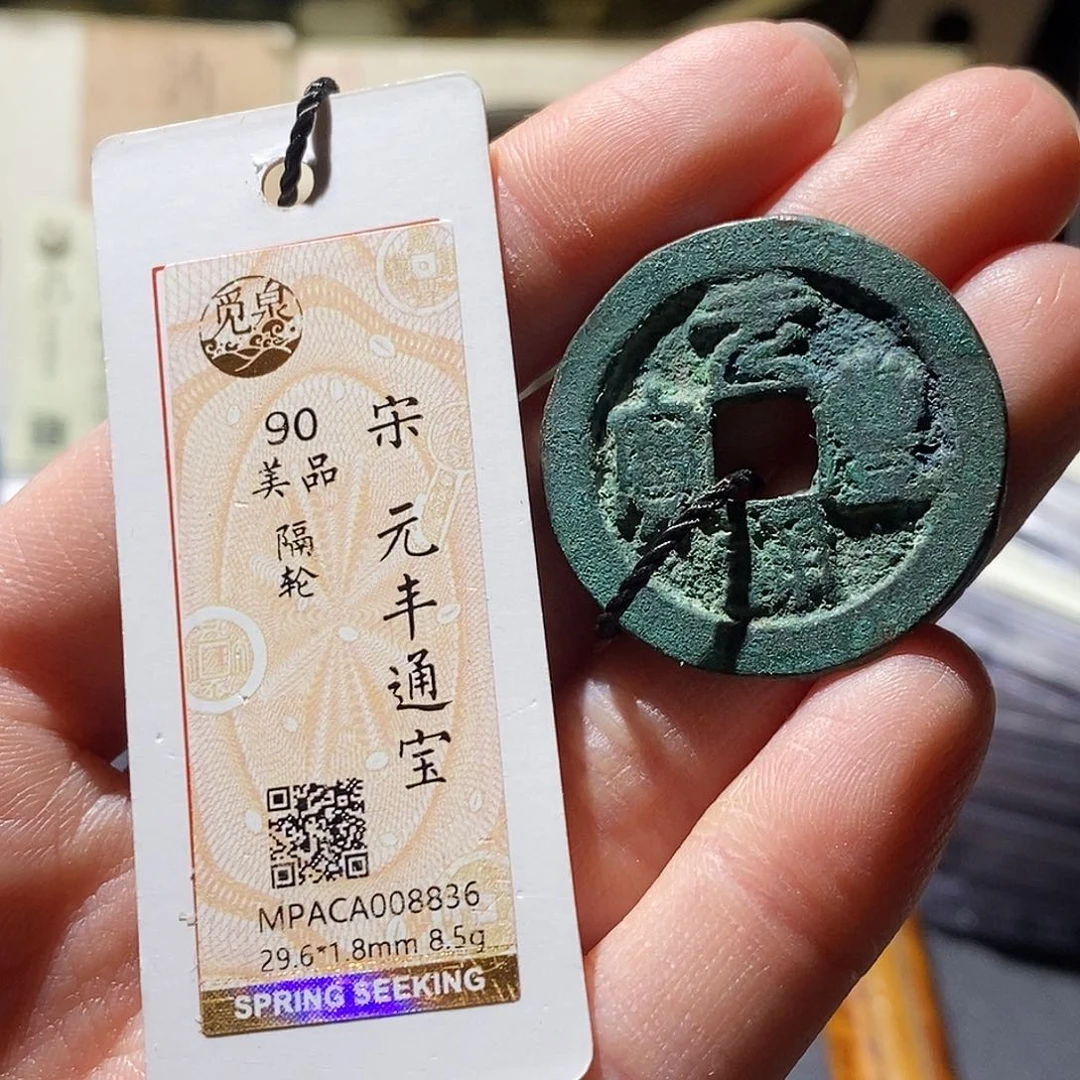 觅泉
宋 元丰通宝
90
美品
隔轮
MPACA008836
29.6*1.8mm 8.5g
SPRING SEEKING
元